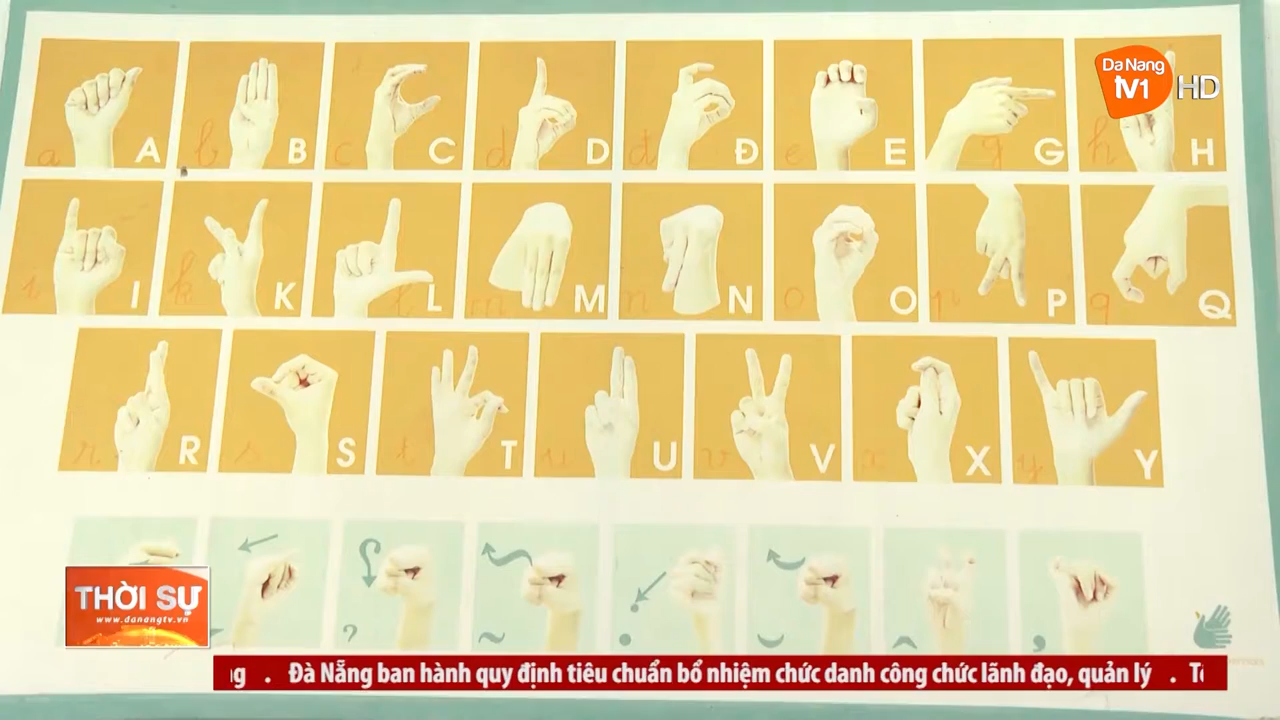 Da Nang
tv1 HD
a A b B c C d D đ Đ e E g G h H
i I k K l L m M n N o O p P q Q
r R s S t T u U v V x X y Y
THỜI SỰ
www.danangtv.vn
? ~
ng . Đà Nẵng ban hành quy định tiêu chuẩn bổ nhiệm chức danh công chức lãnh đạo, quản lý .